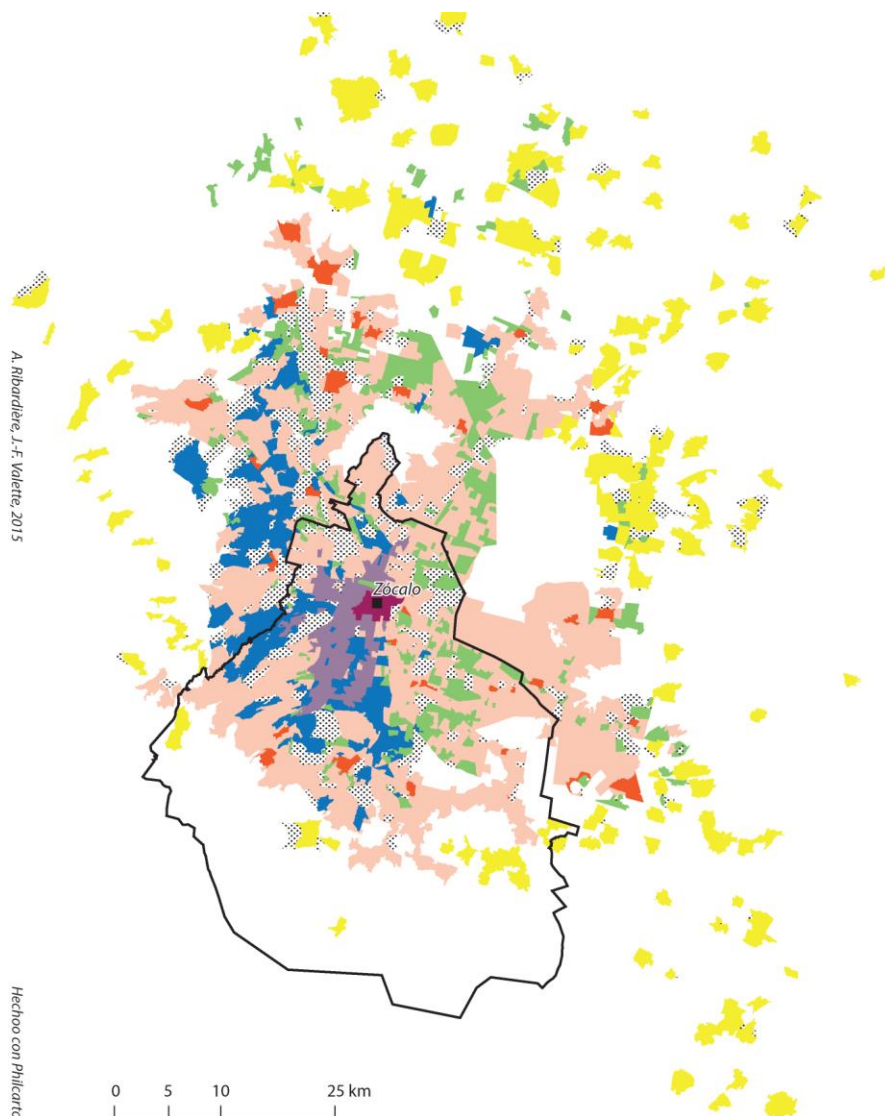 A. Ribardière, J.-F. Valette, 2015
Zócalo
Hechoo con Philcarto
0 5 10 25 km